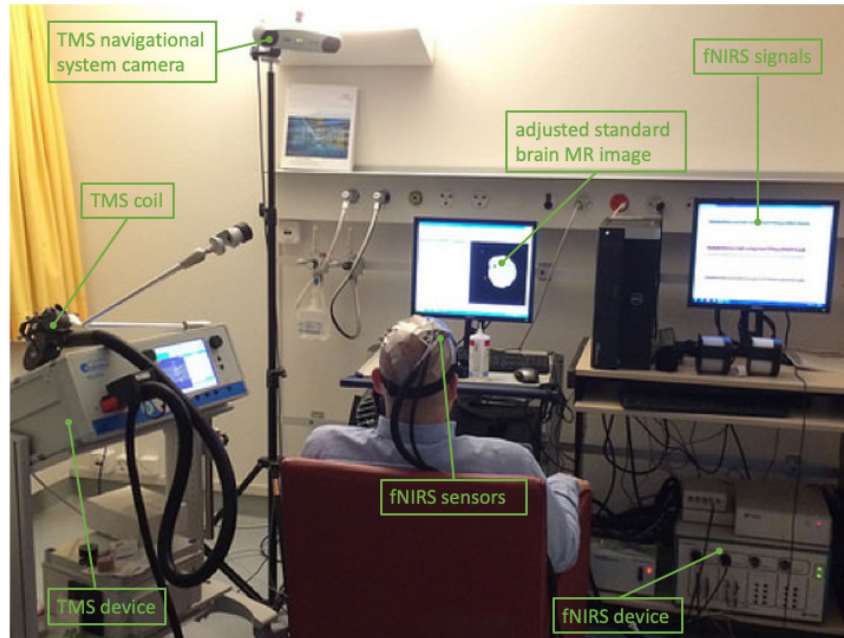 TMS navigational
system camera
fNIRS signals
adjusted standard
brain MR image
TMS coil
fNIRS sensors
TMS device
fNIRS device